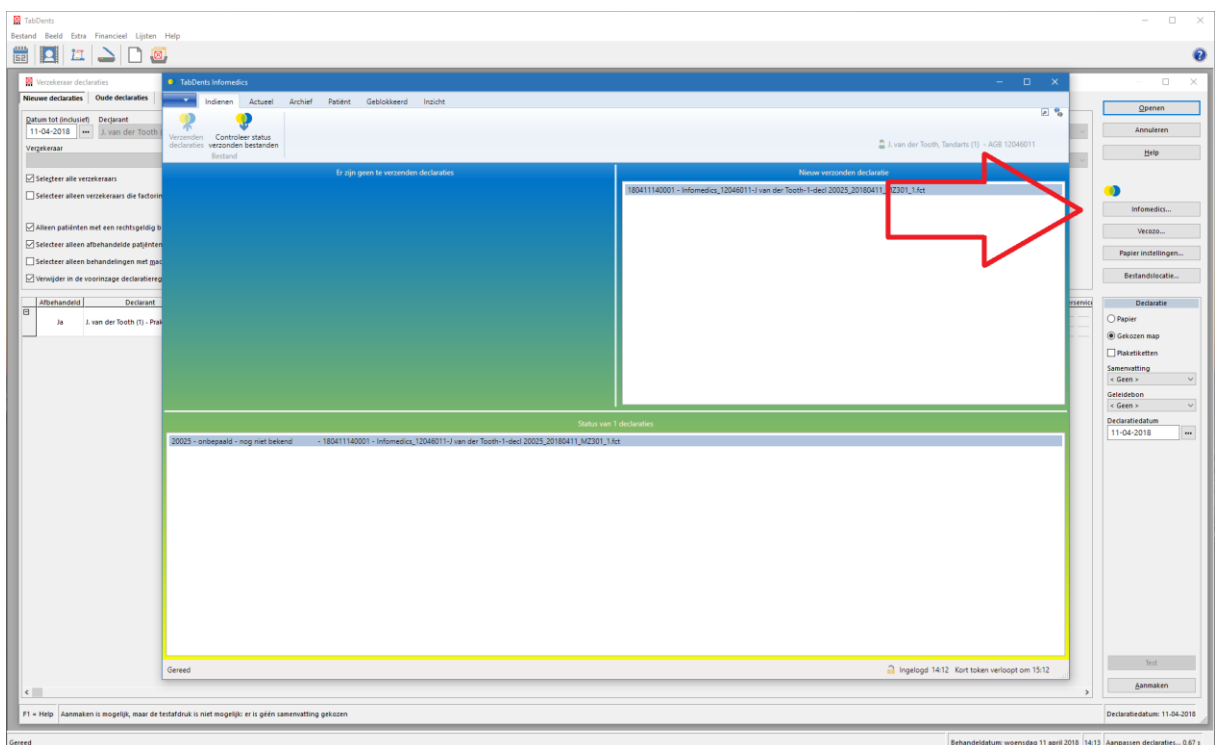 TabDents
Bestand Beeld Extra Financieel Lijsten Help
52
Verzekeraar declaraties
Nieuwe declaraties Oude declaraties
Datum tot (inclusief) Declarant
11-04-2018 ... J. van der Tooth
Verzekeraar
Selecteer alle verzekeraars
Selecteer alleen verzekeraars die factorin
Alleen patiënten met een rechtsgeldig b
Selecteer alleen afbehandelde patiënten
Selecteer alleen behandelingen met mac
Verwijder in de voorinzage declaratiereg
Afbehandeld Declarant
Ja J. van der Tooth (1) - Prak
TabDents Infomedics
Indienen Actueel Archief Patiënt Geblokkeerd Inzicht
Verzenden declaraties
Controleer status verzonden bestanden
Bestand
J. van der Tooth, Tandarts (1) - AGB 12046011
Er zijn geen te verzenden declaraties
Nieuw verzonden declaratie
180411140001 - Infomedics_12046011-J van der Tooth-1-decl 20025_20180411_MZ301_1.fct
Status van 1 declaraties
20025 - onbepaald - nog niet bekend - 180411140001 - Infomedics_12046011-J van der Tooth-1-decl 20025_20180411_MZ301_1.fct
Gereed
Ingelogd 14:12 Kort token verloopt om 15:12
Openen
Annuleren
Help
Infomedics...
Vecozo...
Papier instellingen...
Bestandslocatie...
Declaratie
Papier
Gekozen map
Plaketiketten
Samenvatting
< Geen >
Geleidebon
< Geen >
Declaratiedatum
11-04-2018 ...
Test
Aanmaken
F1 = Help Aanmaken is mogelijk, maar de testafdruk is niet mogelijk: er is géén samenvatting gekozen
Declaratiedatum: 11-04-2018
Gereed
Behandeldatum: woensdag 11 april 2018 14:13 Aanpassen declaraties... 0.67 s